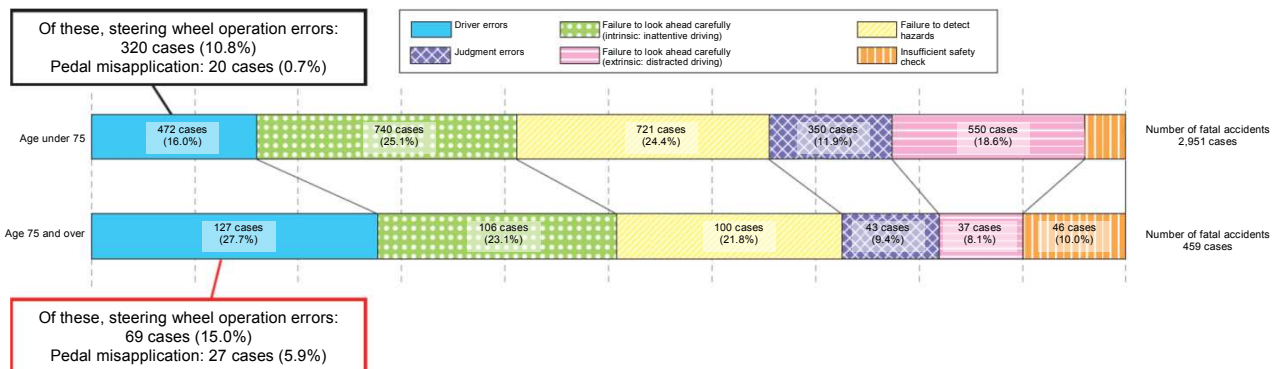 Of these, steering wheel operation errors:
320 cases (10.8%)
Pedal misapplication: 20 cases (0.7%)
Driver errors
Failure to look ahead carefully
(intrinsic: inattentive driving)
Failure to detect
hazards
Judgment errors
Failure to look ahead carefully
(extrinsic: distracted driving)
Insufficient safety
check
Age under 75
472 cases
(16.0%)
740 cases
(25.1%)
721 cases
(24.4%)
350 cases
(11.9%)
550 cases
(18.6%)
Number of fatal accidents
2,951 cases
Age 75 and over
127 cases
(27.7%)
106 cases
(23.1%)
100 cases
(21.8%)
43 cases
(9.4%)
37 cases
(8.1%)
46 cases
(10.0%)
Number of fatal accidents
459 cases
Of these, steering wheel operation errors:
69 cases (15.0%)
Pedal misapplication: 27 cases (5.9%)